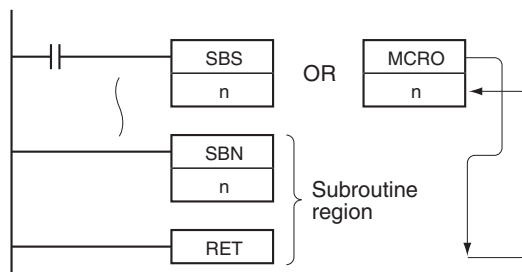 SBS
n
OR
MCRO
n
SBN
n
Subroutine
region
RET